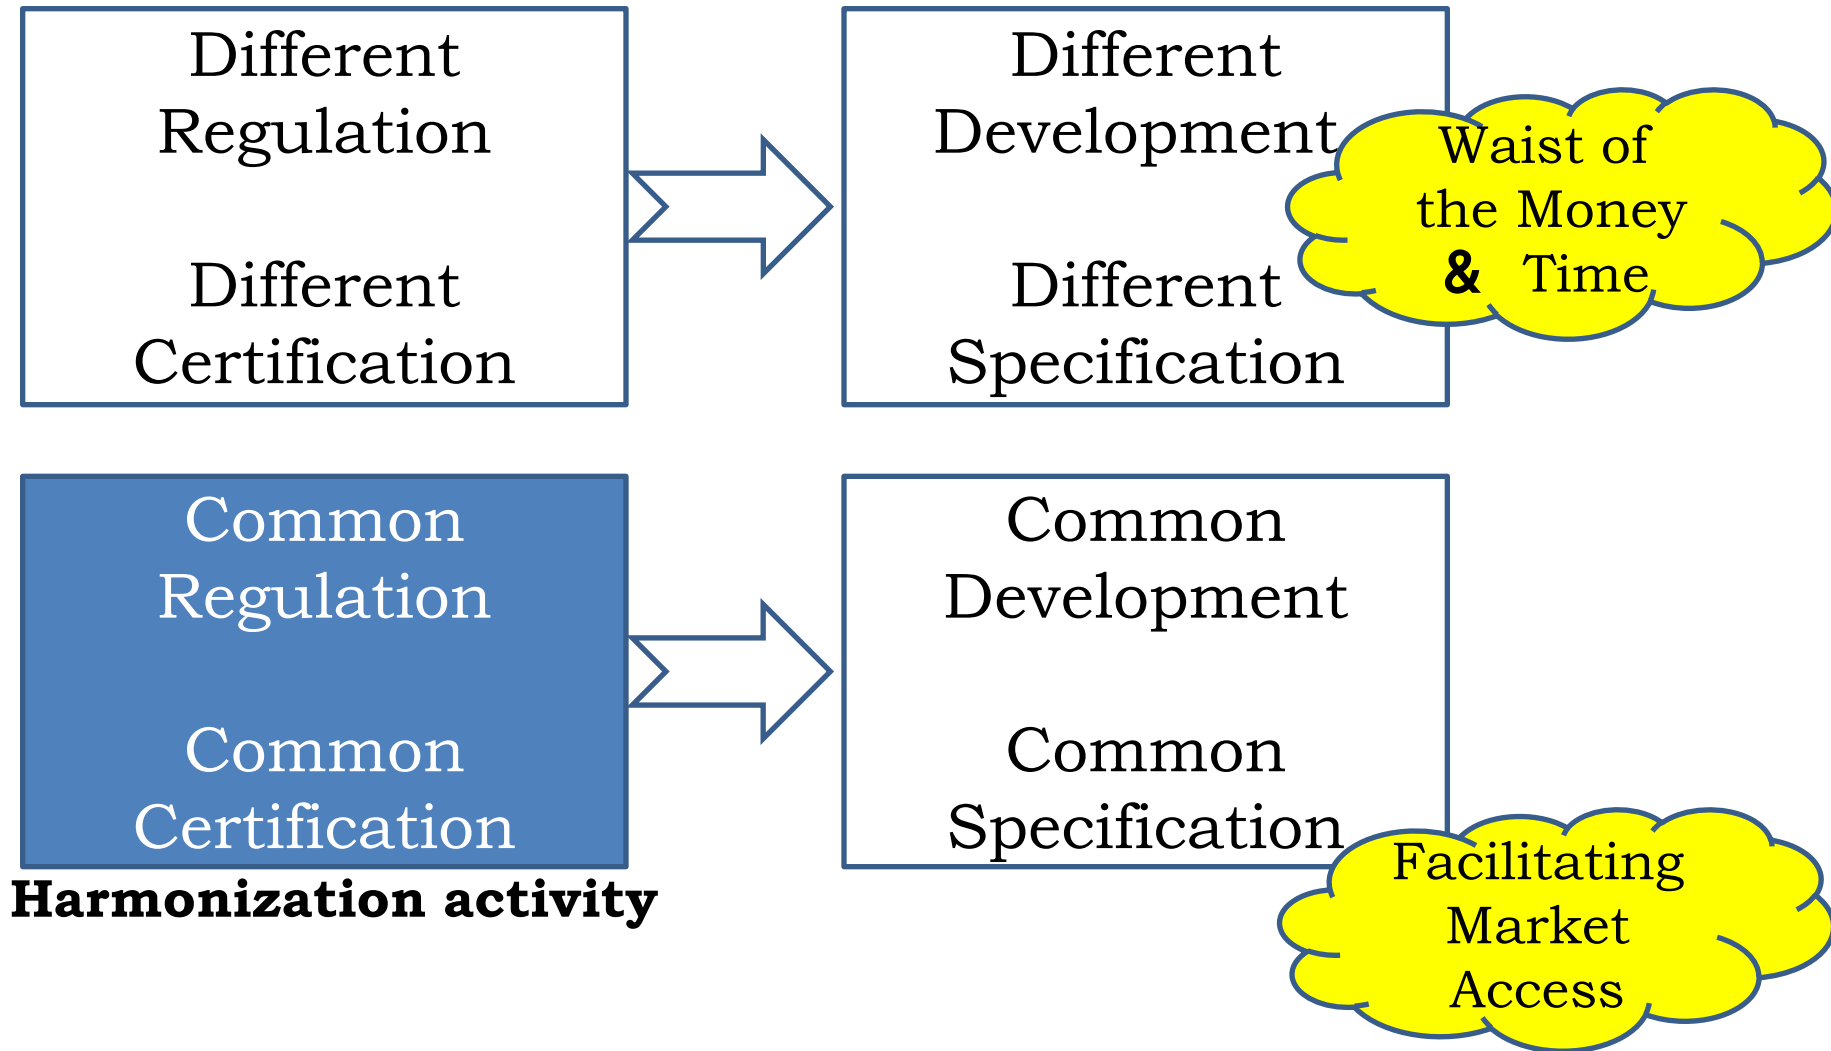 Different
Regulation
Different
Certification
Different
Development
Different
Specification
Waist of
the Money
& Time
Common
Regulation
Common
Certification
Harmonization activity
Common
Development
Common
Specification
Facilitating
Market
Access